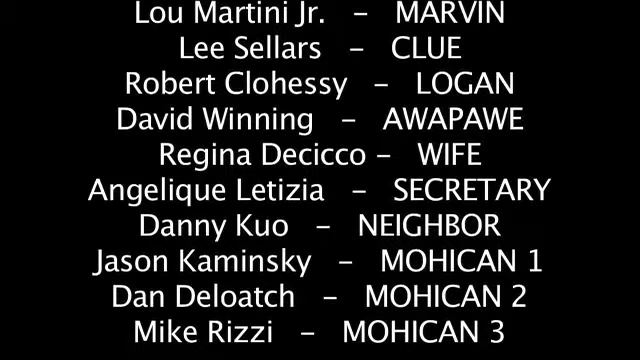 Lou Martini Jr. - MARVIN
Lee Sellars - CLUE
Robert Clohessy - LOGAN
David Winning - AWAPAWE
Regina Decicco - WIFE
Angelique Letizia - SECRETARY
Danny Kuo - NEIGHBOR
Jason Kaminsky - MOHICAN 1
Dan Deloatch - MOHICAN 2
Mike Rizzi - MOHICAN 3